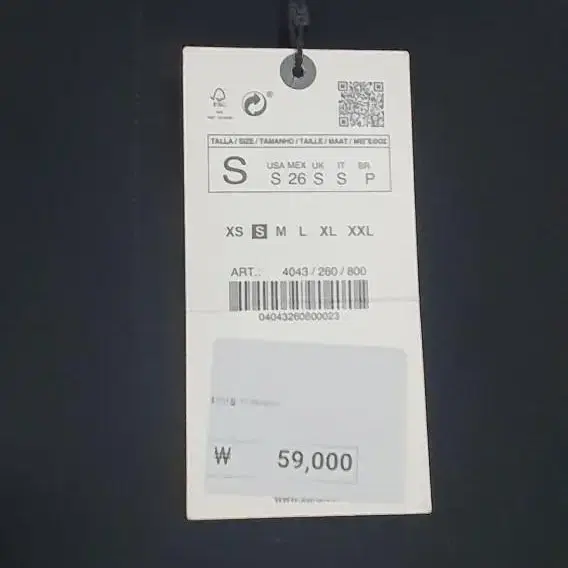 FSC
TALLA / SIZE / TAMANHO / TAILLE / MAAT / ΜΕΓΕΘΟΣ
S
USA MEX UK IT BR
S 26 S S P
XS S M L XL XXL
ART.: 4043 / 260 / 800
04043260800023
₩ 59,000